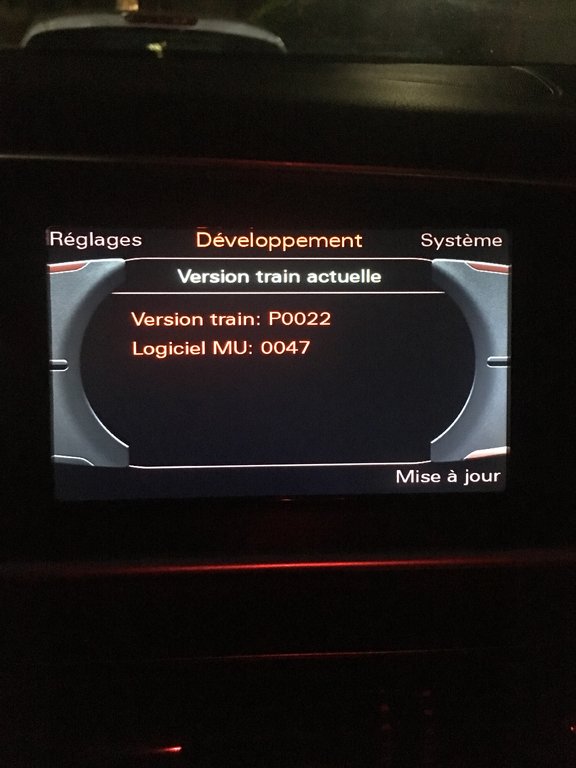 Réglages Développement Système
Version train actuelle
Version train: P0022
Logiciel MU: 0047
Mise à jour